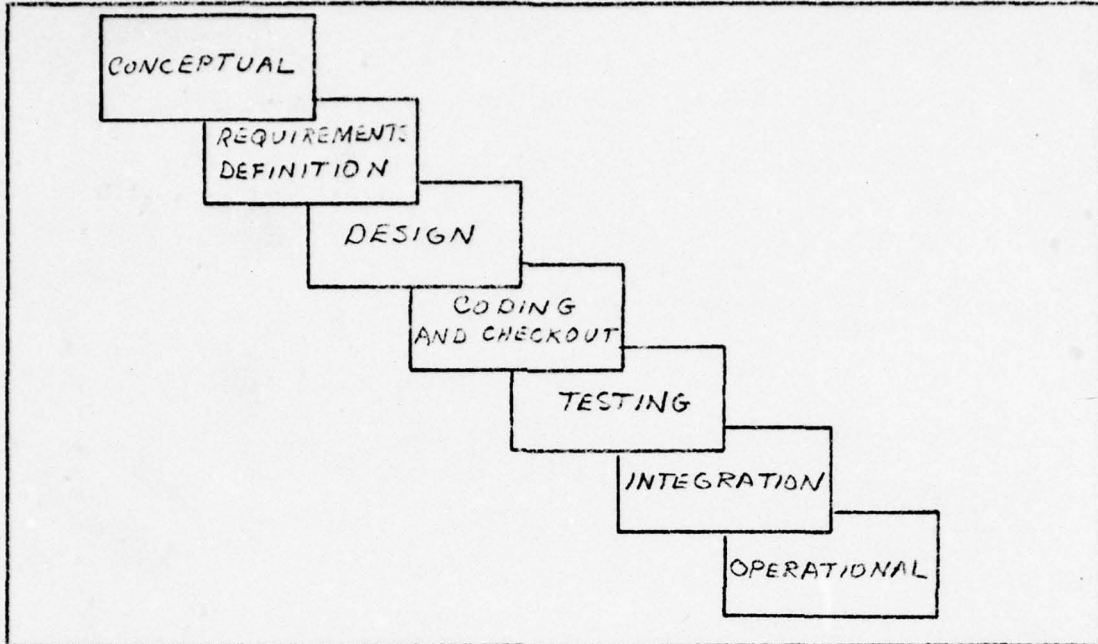 CONCEPTUAL
REQUIREMENTS
DEFINITION
DESIGN
CODING
AND CHECKOUT
TESTING
INTEGRATION
OPERATIONAL